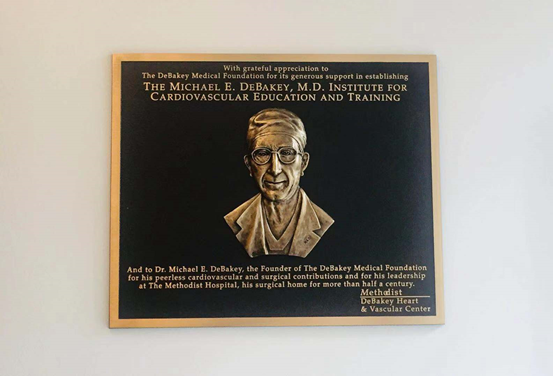 With grateful appreciation to
The DeBakey Medical Foundation for its generous support in establishing
The Michael E. DeBakey, M.D. Institute for
Cardiovascular Education and Training
And to Dr. Michael E. DeBakey, the Founder of The DeBakey Medical Foundation
for his peerless cardiovascular and surgical contributions and for his leadership
at The Methodist Hospital, his surgical home for more than half a century.
Methodist
DeBakey Heart
& Vascular Center